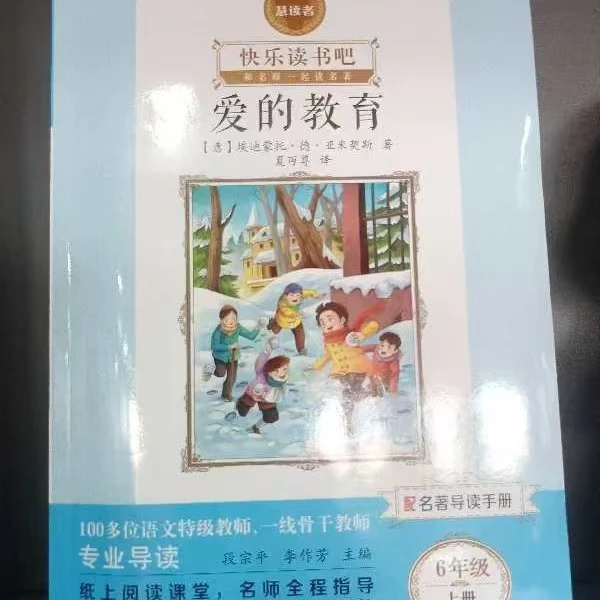 慧读者
快乐读书吧
和名师一起读名著
爱的教育
【意】埃迪蒙托·德·亚米契斯 著
夏丏尊 译
配名著导读手册
100多位语文特级教师、一线骨干教师
专业导读 段宗平 李作芳 主编
6年级
上册
纸上阅读课堂，名师全程指导